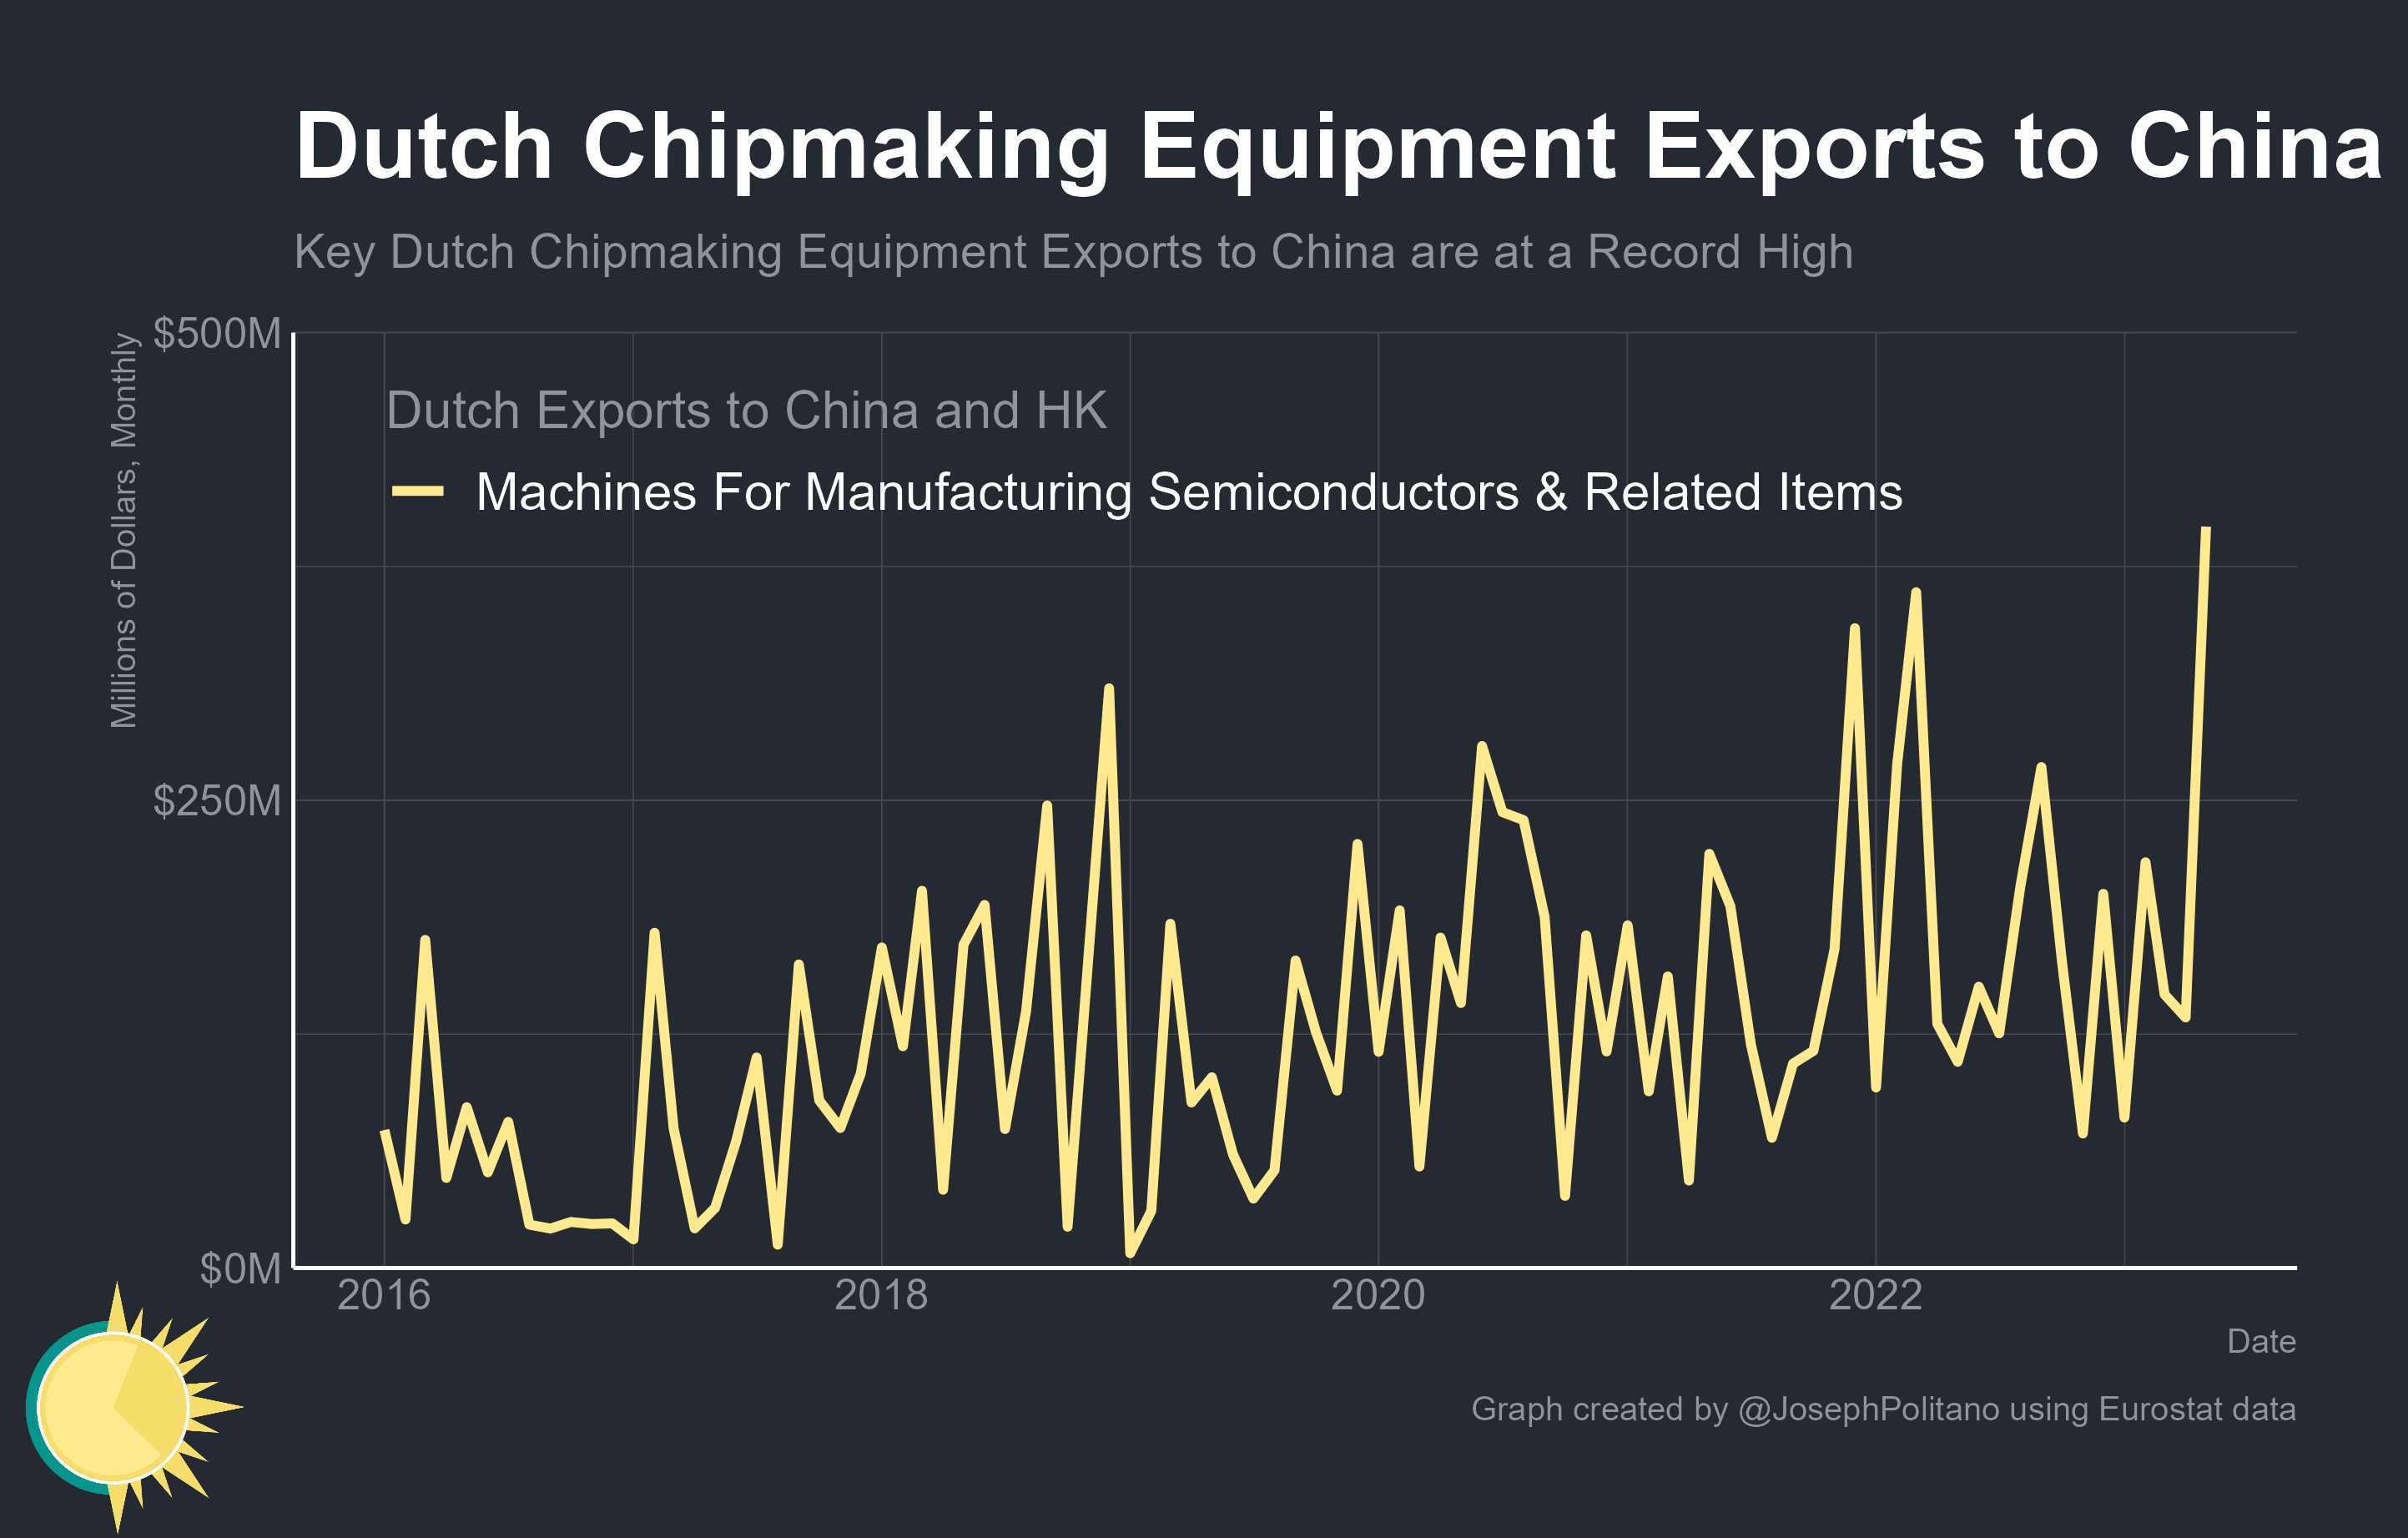 Dutch Chipmaking Equipment Exports to China
Key Dutch Chipmaking Equipment Exports to China are at a Record High
Millions of Dollars, Monthly
$500M
$250M
$0M
Dutch Exports to China and HK
Machines For Manufacturing Semiconductors & Related Items
2016 2018 2020 2022
Date
Graph created by @JosephPolitano using Eurostat data